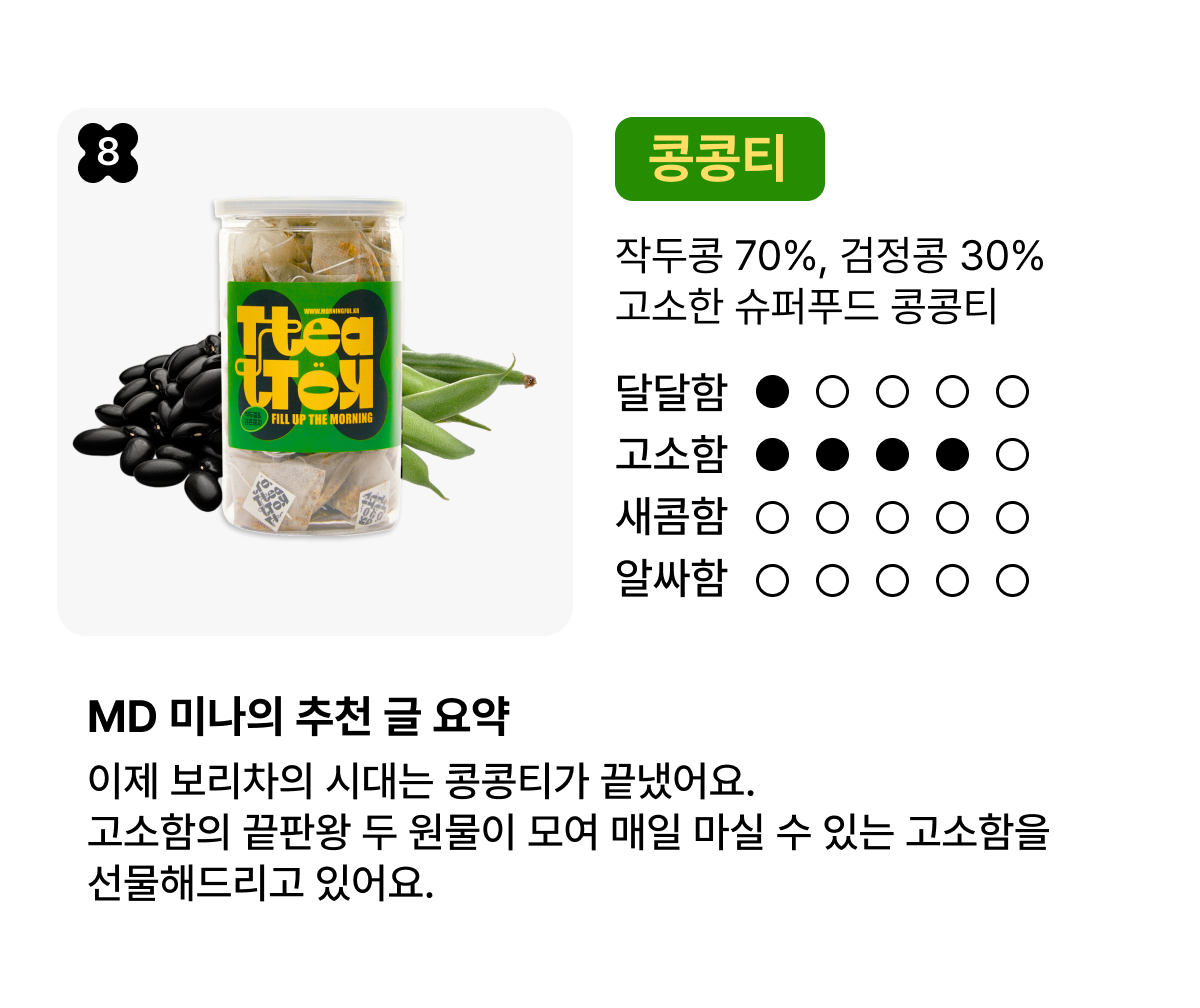 8
콩콩티
작두콩 70%, 검정콩 30%
고소한 슈퍼푸드 콩콩티
달달함
고소함
새콤함
알싸함
WWW.MORNINGFUL.KR
Ttea
ttök
FILL UP THE MORNING
MD 미나의 추천 글 요약
이제 보리차의 시대는 콩콩티가 끝냈어요.
고소함의 끝판왕 두 원물이 모여 매일 마실 수 있는 고소함을
선물해드리고 있어요.